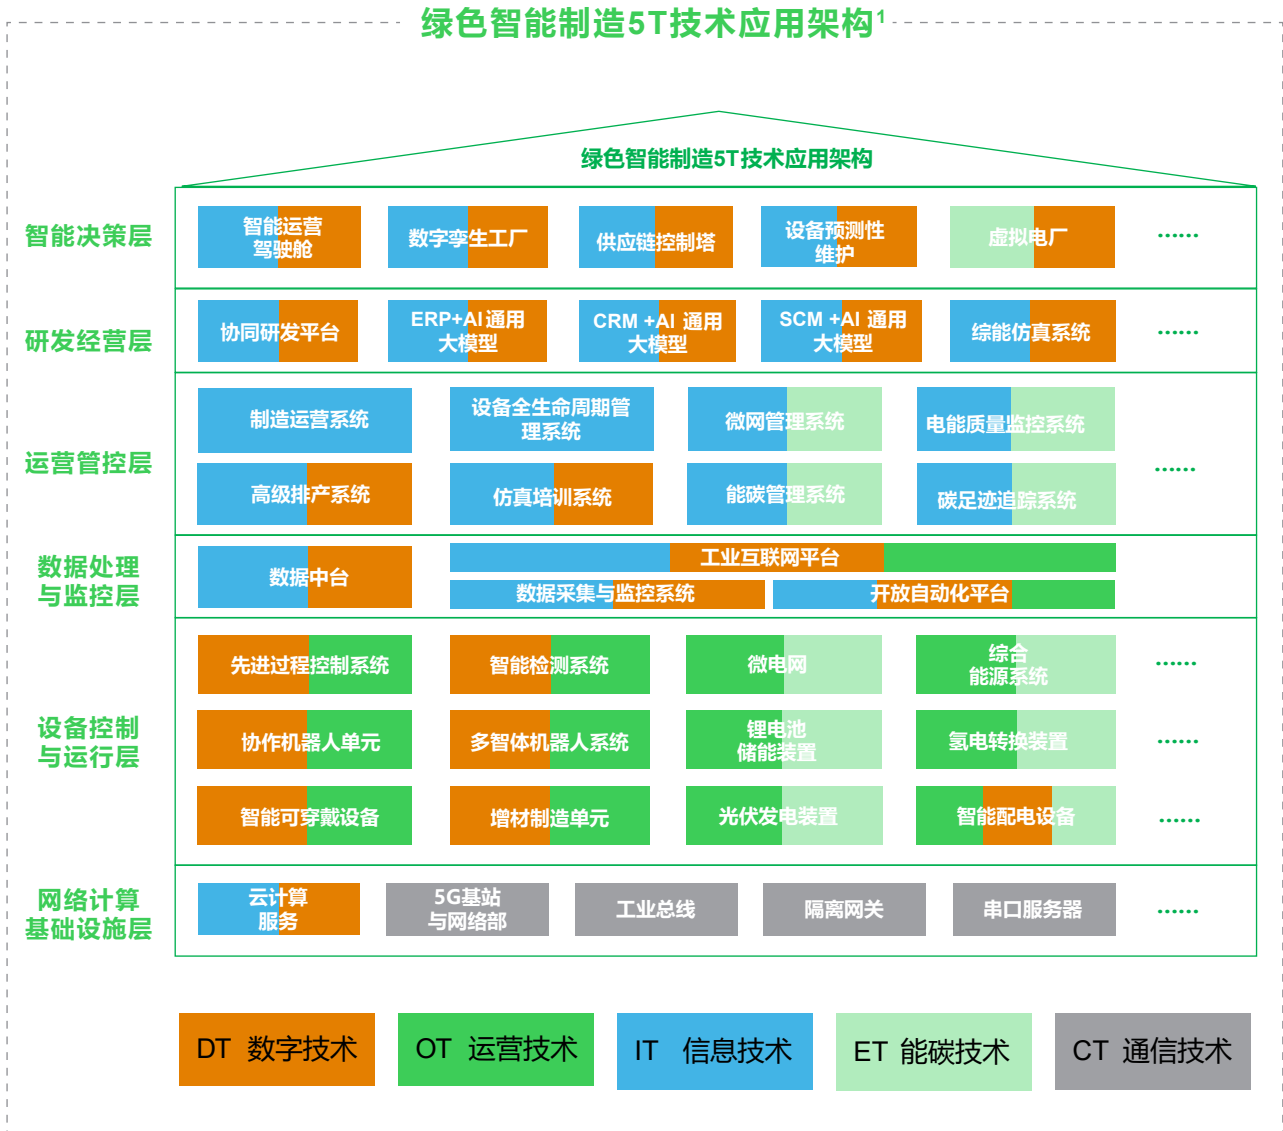 绿色智能制造5T技术应用架构1
绿色智能制造5T技术应用架构
智能决策层
智能运营
驾驶舱
数字孪生工厂
供应链控制塔
设备预测性
维护
虚拟电厂
······
研发经营层
协同研发平台
ERP+AI通用
大模型
CRM +AI 通用
大模型
SCM +AI 通用
大模型
综能仿真系统
······
运营管控层
制造运营系统
设备全生命周期管
理系统
微网管理系统
电能质量监控系统
高级排产系统
仿真培训系统
能碳管理系统
碳足迹追踪系统
······
数据处理
与监控层
数据中台
工业互联网平台
数据采集与监控系统
开放自动化平台
设备控制
与运行层
先进过程控制系统
智能检测系统
微电网
综合
能源系统
······
协作机器人单元
多智体机器人系统
锂电池
储能装置
氢电转换装置
······
智能可穿戴设备
增材制造单元
光伏发电装置
智能配电设备
······
网络计算
基础设施层
云计算
服务
5G基站
与网络部
工业总线
隔离网关
串口服务器
······
DT 数字技术
OT 运营技术
IT 信息技术
ET 能碳技术
CT 通信技术